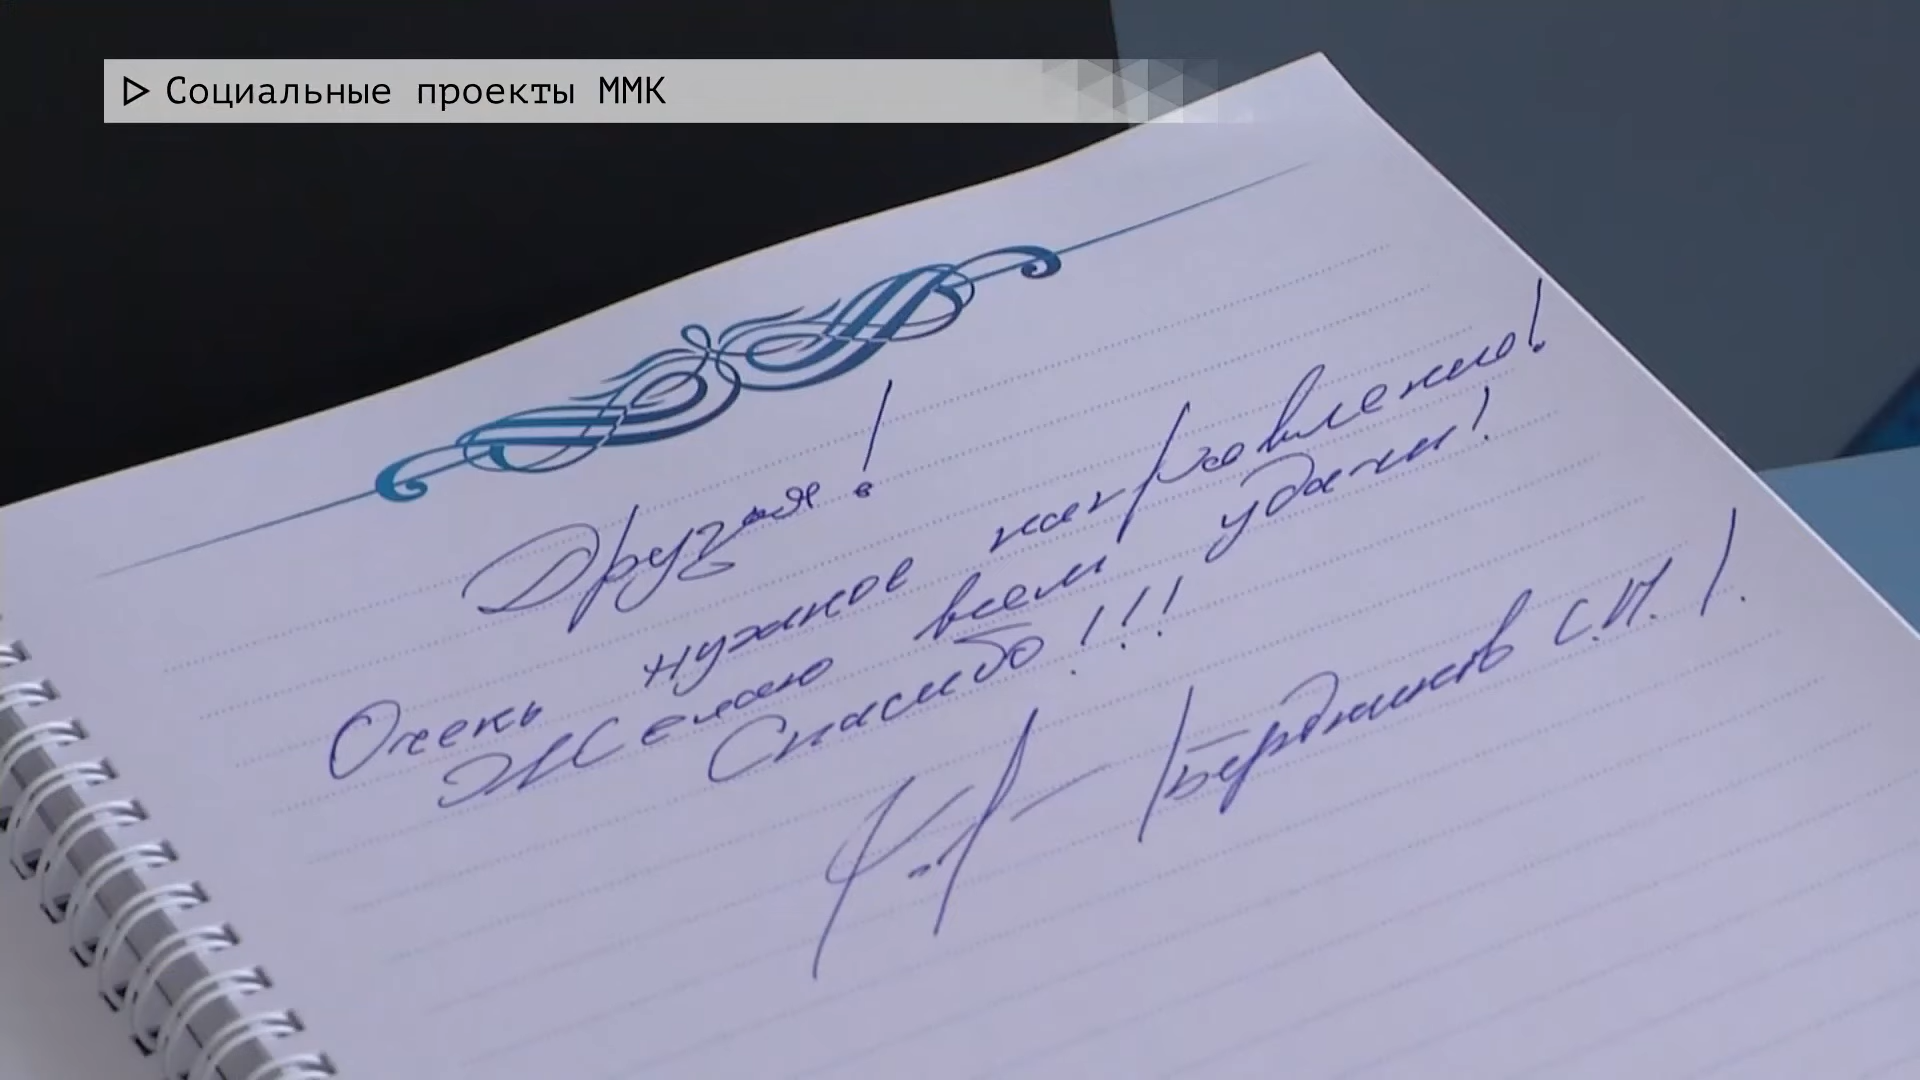 Социальные проекты ММК
Друзья!
Очень нужное направление!
Желаю всем удачи!
Спасибо!!!
/Бердников С.Н./.